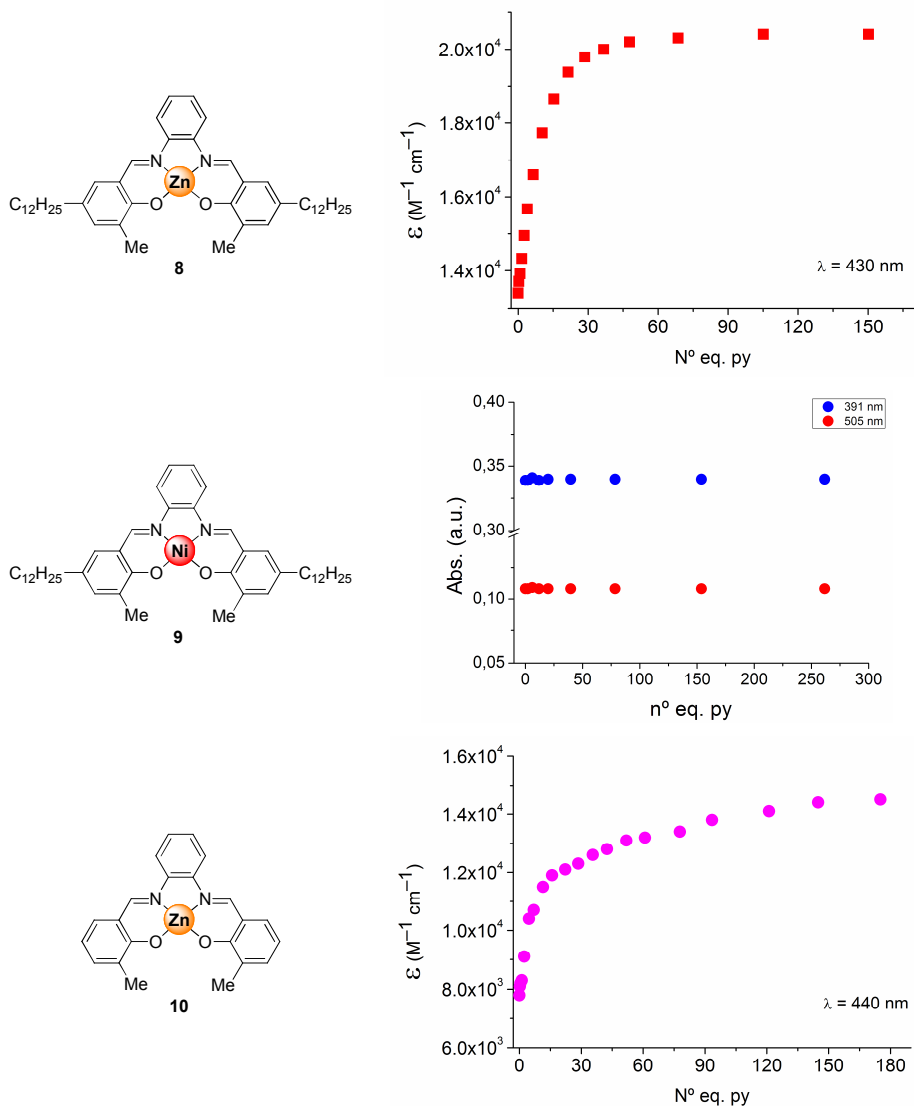 N
N
Zn
O
O
C12H25
C12H25
Me
Me
8
ε (M⁻¹ cm⁻¹)
2.0x10⁴
1.8x10⁴
1.6x10⁴
1.4x10⁴
λ = 430 nm
0 30 60 90 120 150
Nº eq. py
N
N
Ni
O
O
C12H25
C12H25
Me
Me
9
Abs. (a.u.)
0,40
0,35
0,30
0,10
0,05
391 nm
505 nm
0 50 100 150 200 250 300
nº eq. py
N
N
Zn
O
O
Me
Me
10
ε (M⁻¹ cm⁻¹)
1.6x10⁴
1.4x10⁴
1.2x10⁴
1.0x10⁴
8.0x10³
6.0x10³
λ = 440 nm
0 30 60 90 120 150 180
Nº eq. py